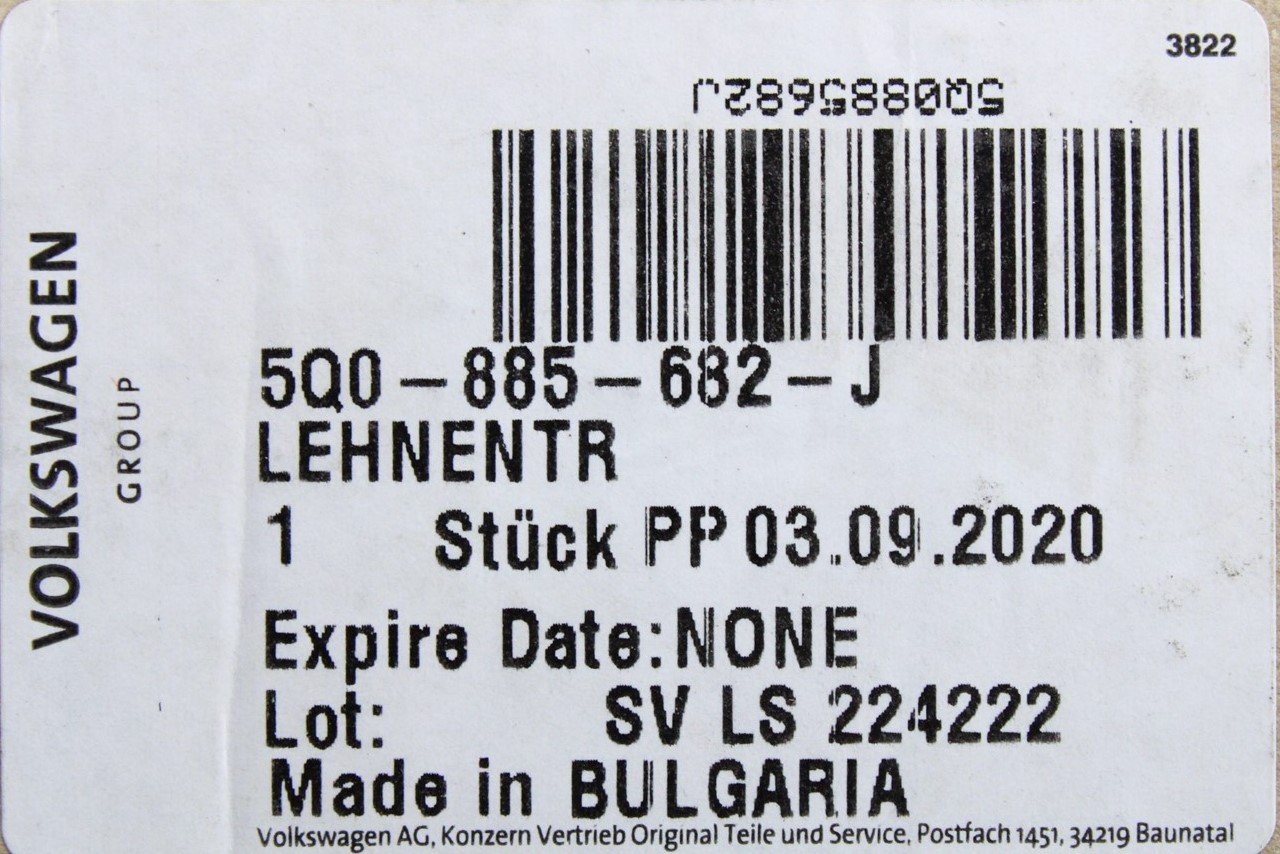 3822
5Q0885682J
5Q0-885-682-J
LEHNENTR
1 Stück PP 03.09.2020
Expire Date:NONE
Lot: SV LS 224222
Made in BULGARIA
Volkswagen AG, Konzern Vertrieb Original Teile und Service, Postfach 1451, 34219 Baunatal
VOLKSWAGEN
GROUP